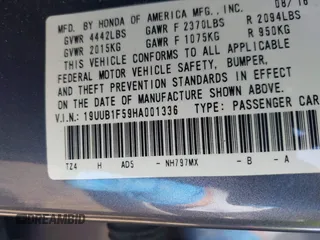 MFD. BY HONDA OF AMERICA MFG., INC. 08/16
GVWR 4442LBS GAWR F 2370LBS R 2094LBS
GVWR 2015KG GAWR F 1075KG R 950KG
THIS VEHICLE CONFORMS TO ALL APPLICABLE
FEDERAL MOTOR VEHICLE SAFETY, BUMPER,
AND THEFT PREVENTION STANDARDS IN EFFECT
ON THE DATE OF MANUFACTURE SHOWN ABOVE.
V.I.N.: 19UUB1F59HA001336 TYPE: PASSENGER CAR
TZ4 H AD5 - NH797MX - B - A
DREAMBID